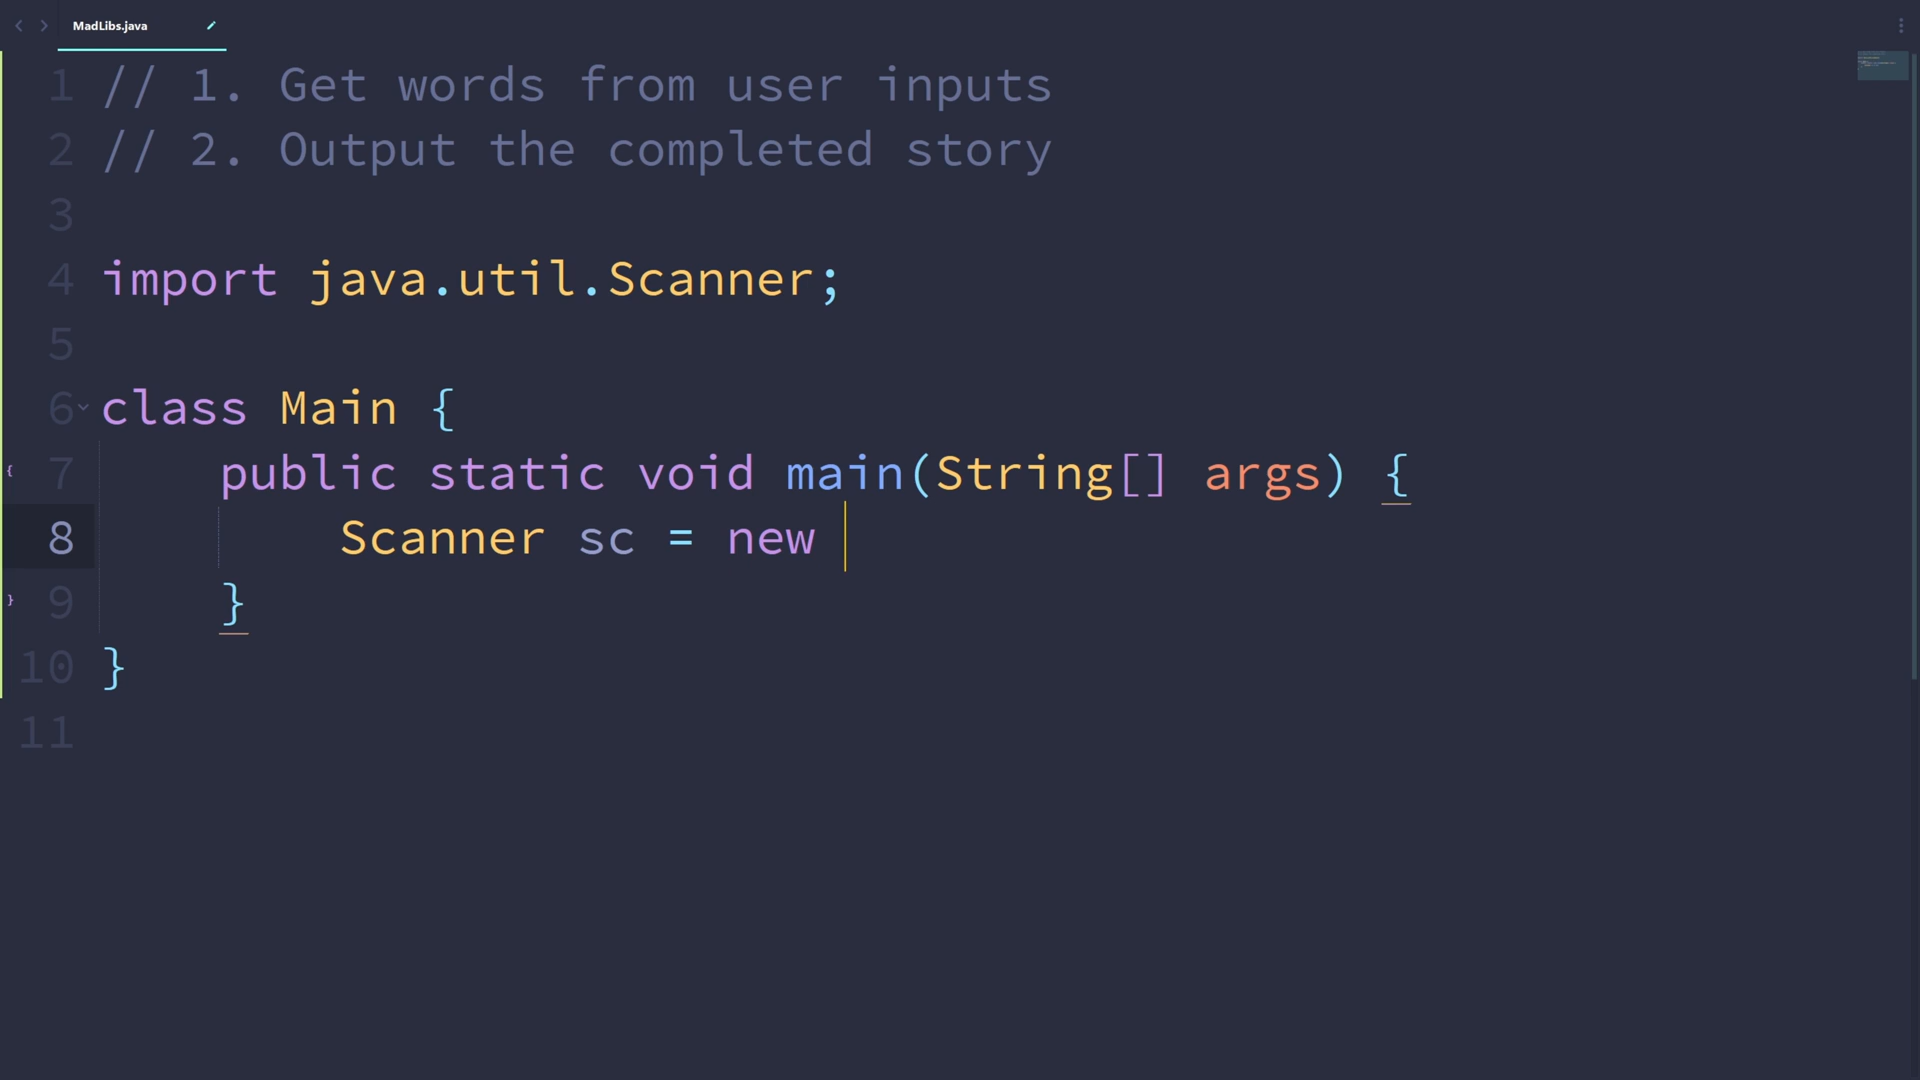 MadLibs.java
1 // 1. Get words from user inputs
2 // 2. Output the completed story
3
4 import java.util.Scanner;
5
6 class Main {
7 public static void main(String[] args) {
8 Scanner sc = new
9 }
10 }
11